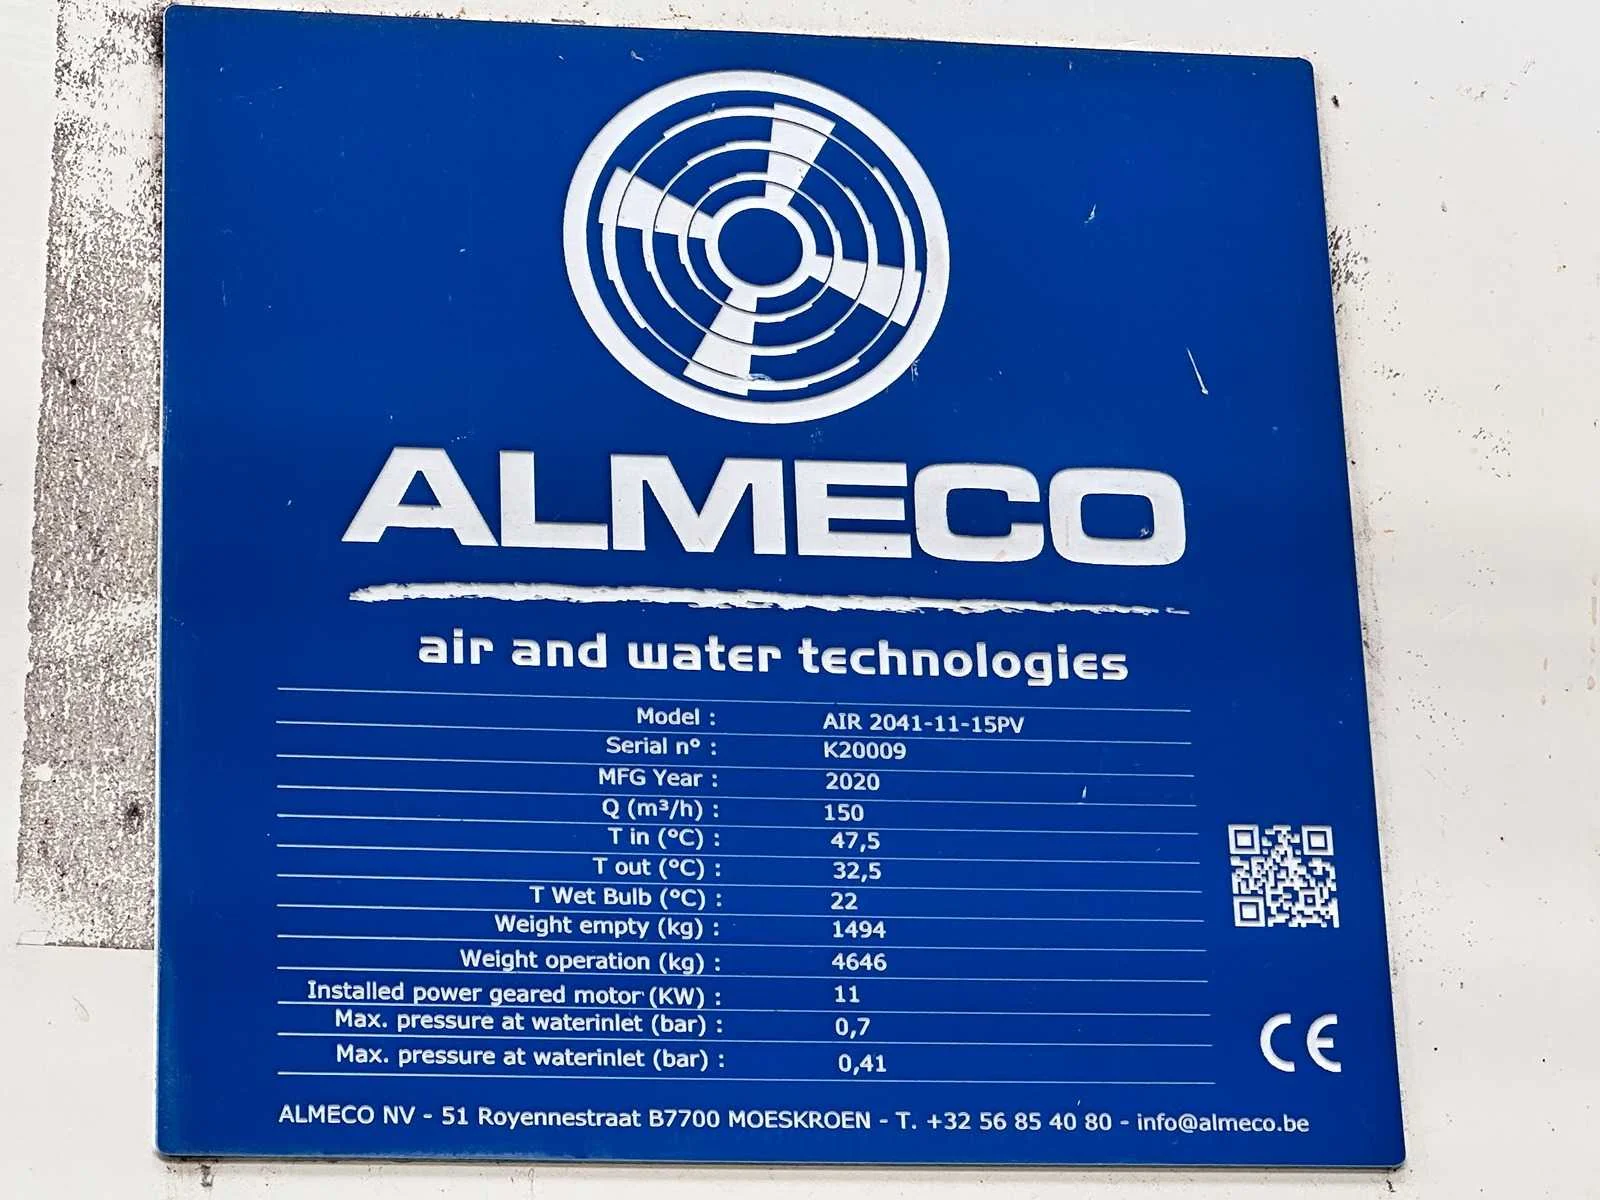 ALMECO
air and water technologies
Model : AIR 2041-11-15PV
Serial n° : K20009
MFG Year : 2020
Q (m³/h) : 150
T in (°C) : 47,5
T out (°C) : 32,5
T Wet Bulb (°C) : 22
Weight empty (kg) : 1494
Weight operation (kg) : 4646
Installed power geared motor (KW) : 11
Max. pressure at waterinlet (bar) : 0,7
Max. pressure at waterinlet (bar) : 0,41
CE
ALMECO NV - 51 Royennestraat B7700 MOESKROEN - T. +32 56 85 40 80 - info@almeco.be